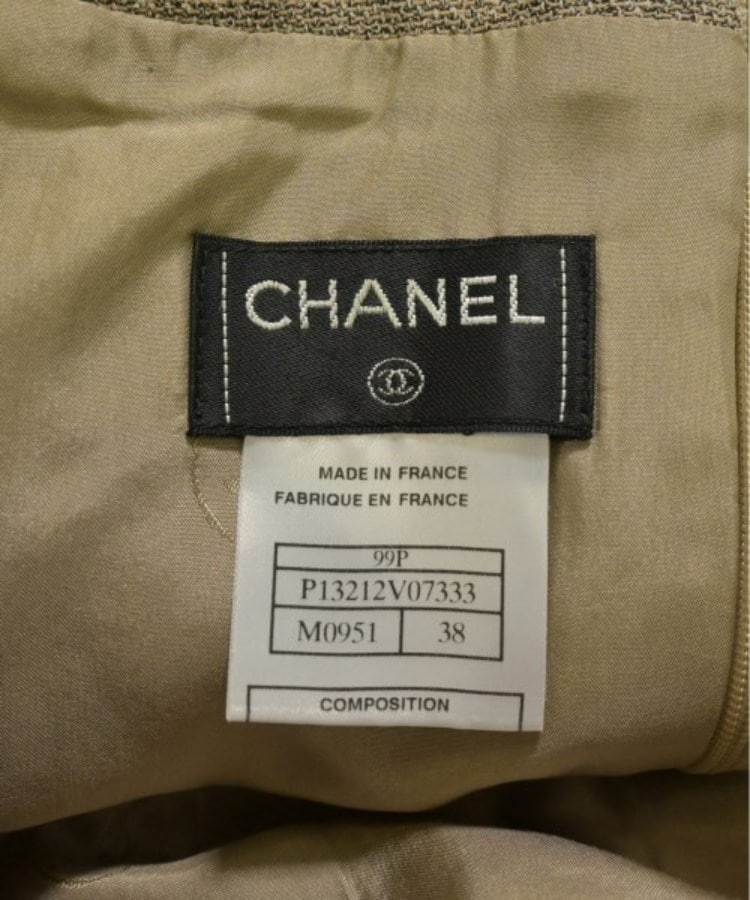 CHANEL
MADE IN FRANCE
FABRIQUE EN FRANCE
99P
P13212V07333
M0951 38
COMPOSITION